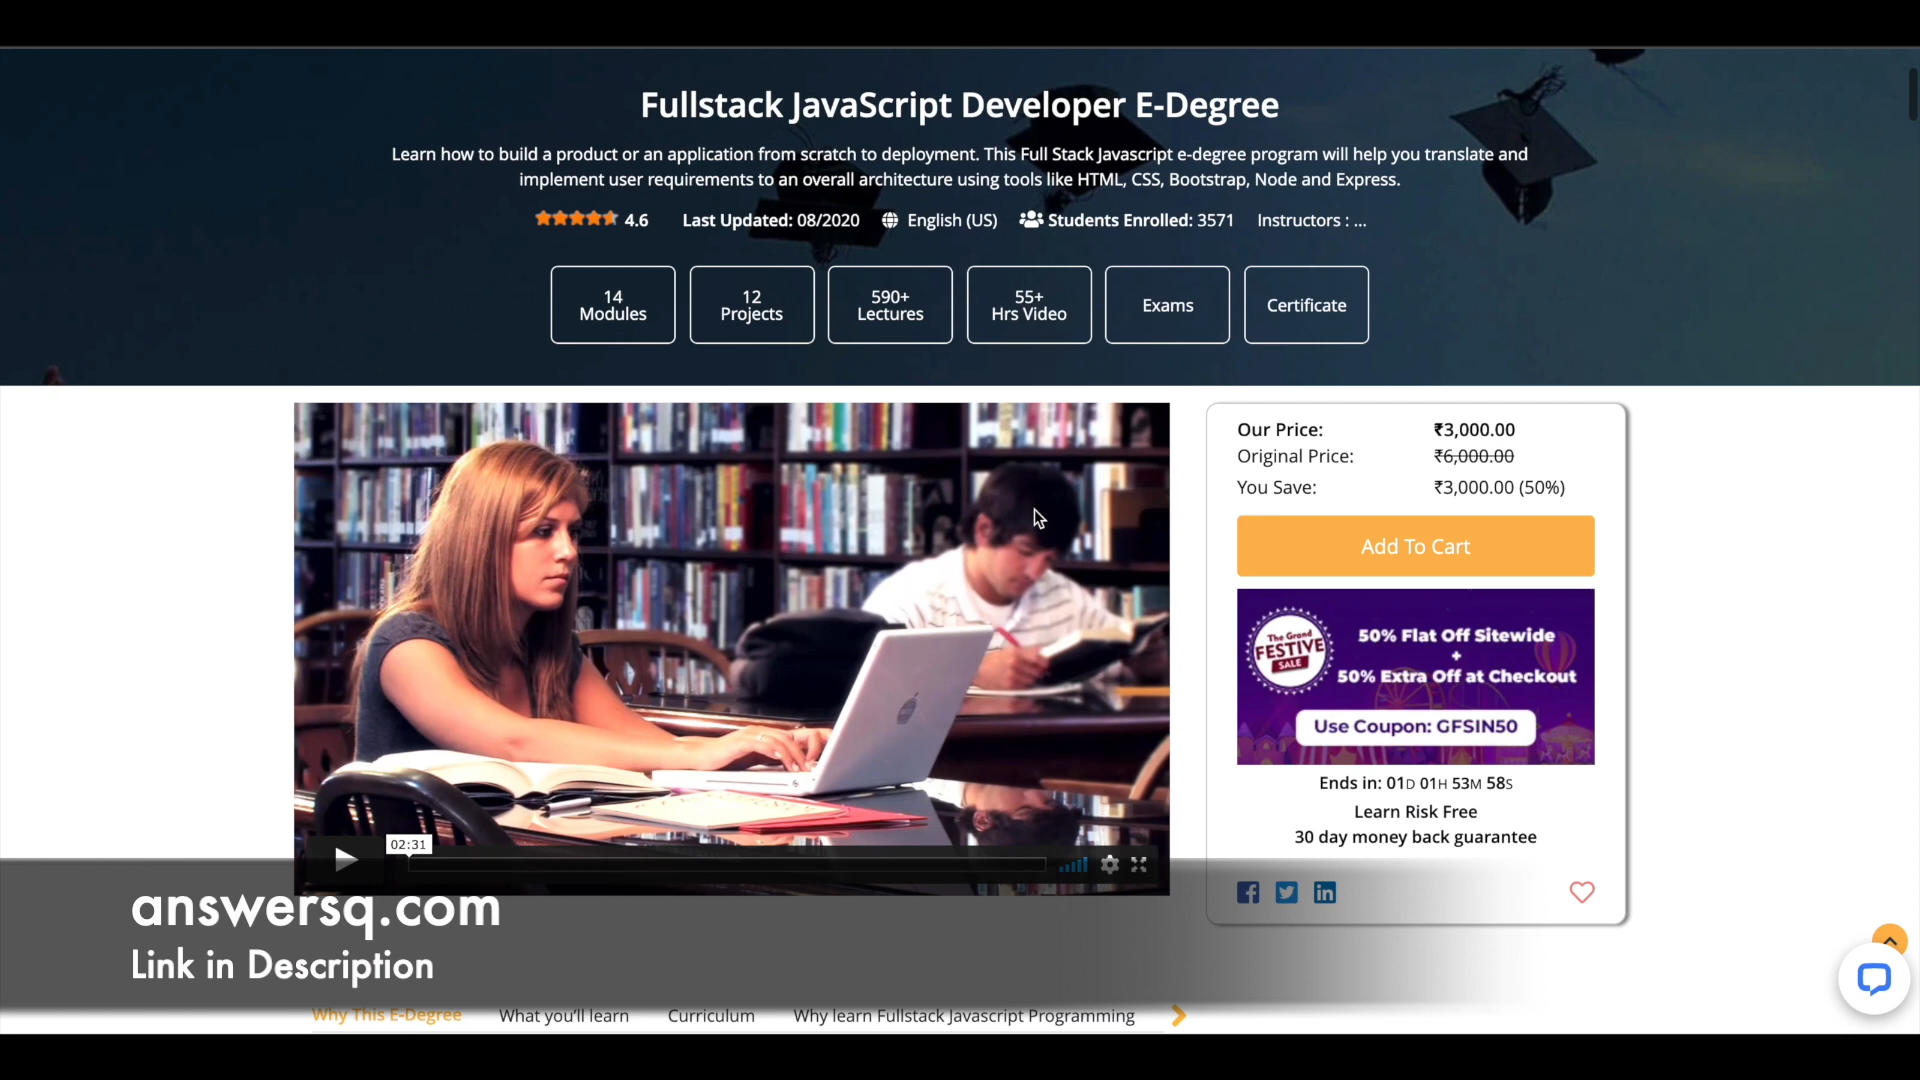 Fullstack JavaScript Developer E-Degree
Learn how to build a product or an application from scratch to deployment. This Full Stack Javascript e-degree program will help you translate and
implement user requirements to an overall architecture using tools like HTML, CSS, Bootstrap, Node and Express.
4.6 Last Updated: 08/2020 English (US) Students Enrolled: 3571 Instructors : ...
14
Modules
12
Projects
590+
Lectures
55+
Hrs Video
Exams
Certificate
Our Price: ₹3,000.00
Original Price: ₹6,000.00
You Save: ₹3,000.00 (50%)
Add To Cart
The Grand
FESTIVE
SALE
50% Flat Off Sitewide
+
50% Extra Off at Checkout
Use Coupon: GFSIN50
Ends in: 01D 01H 53M 58S
Learn Risk Free
30 day money back guarantee
02:31
answersq.com
Link in Description
Why This E-Degree What you'll learn Curriculum Why learn Fullstack Javascript Programming